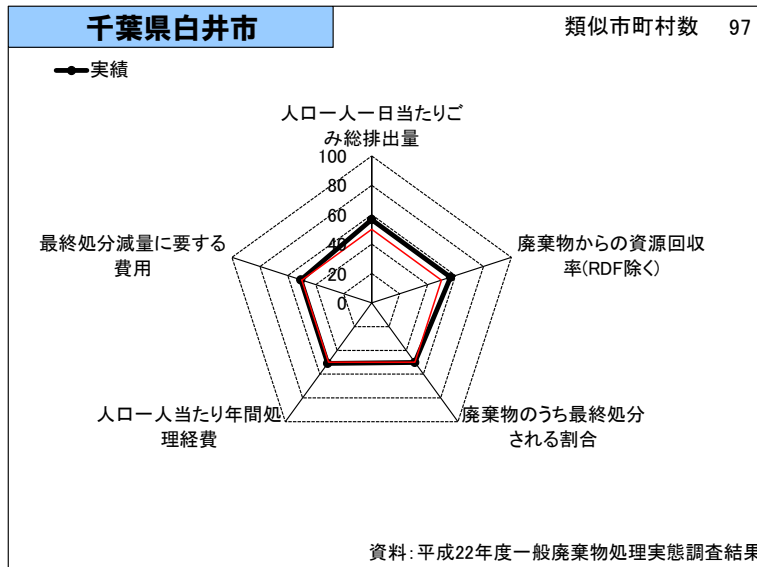 千葉県白井市
類似市町村数 97
実績
人口一人一日当たりご
み総排出量
100
80
60
40
20
0
廃棄物からの資源回収
率(RDF除く)
廃棄物のうち最終処分
される割合
人口一人当たり年間処
理経費
最終処分減量に要する
費用
資料:平成22年度一般廃棄物処理実態調査結果